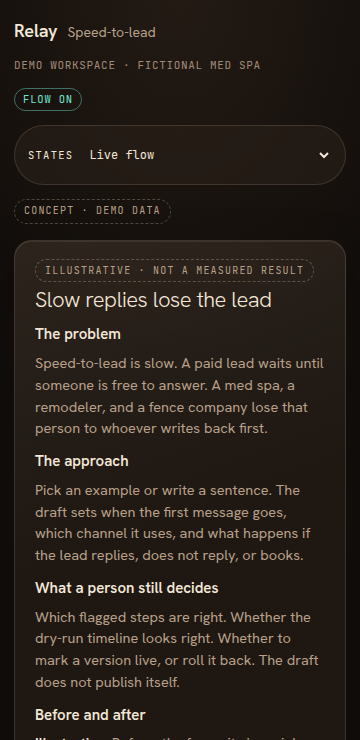 Relay Speed-to-lead
DEMO WORKSPACE · FICTIONAL MED SPA
FLOW ON
STATES Live flow
CONCEPT · DEMO DATA
ILLUSTRATIVE · NOT A MEASURED RESULT
Slow replies lose the lead
The problem
Speed-to-lead is slow. A paid lead waits until
someone is free to answer. A med spa, a
remodeler, and a fence company lose that
person to whoever writes back first.
The approach
Pick an example or write a sentence. The
draft sets when the first message goes,
which channel it uses, and what happens if
the lead replies, does not reply, or books.
What a person still decides
Which flagged steps are right. Whether the
dry-run timeline looks right. Whether to
mark a version live, or roll it back. The draft
does not publish itself.
Before and after